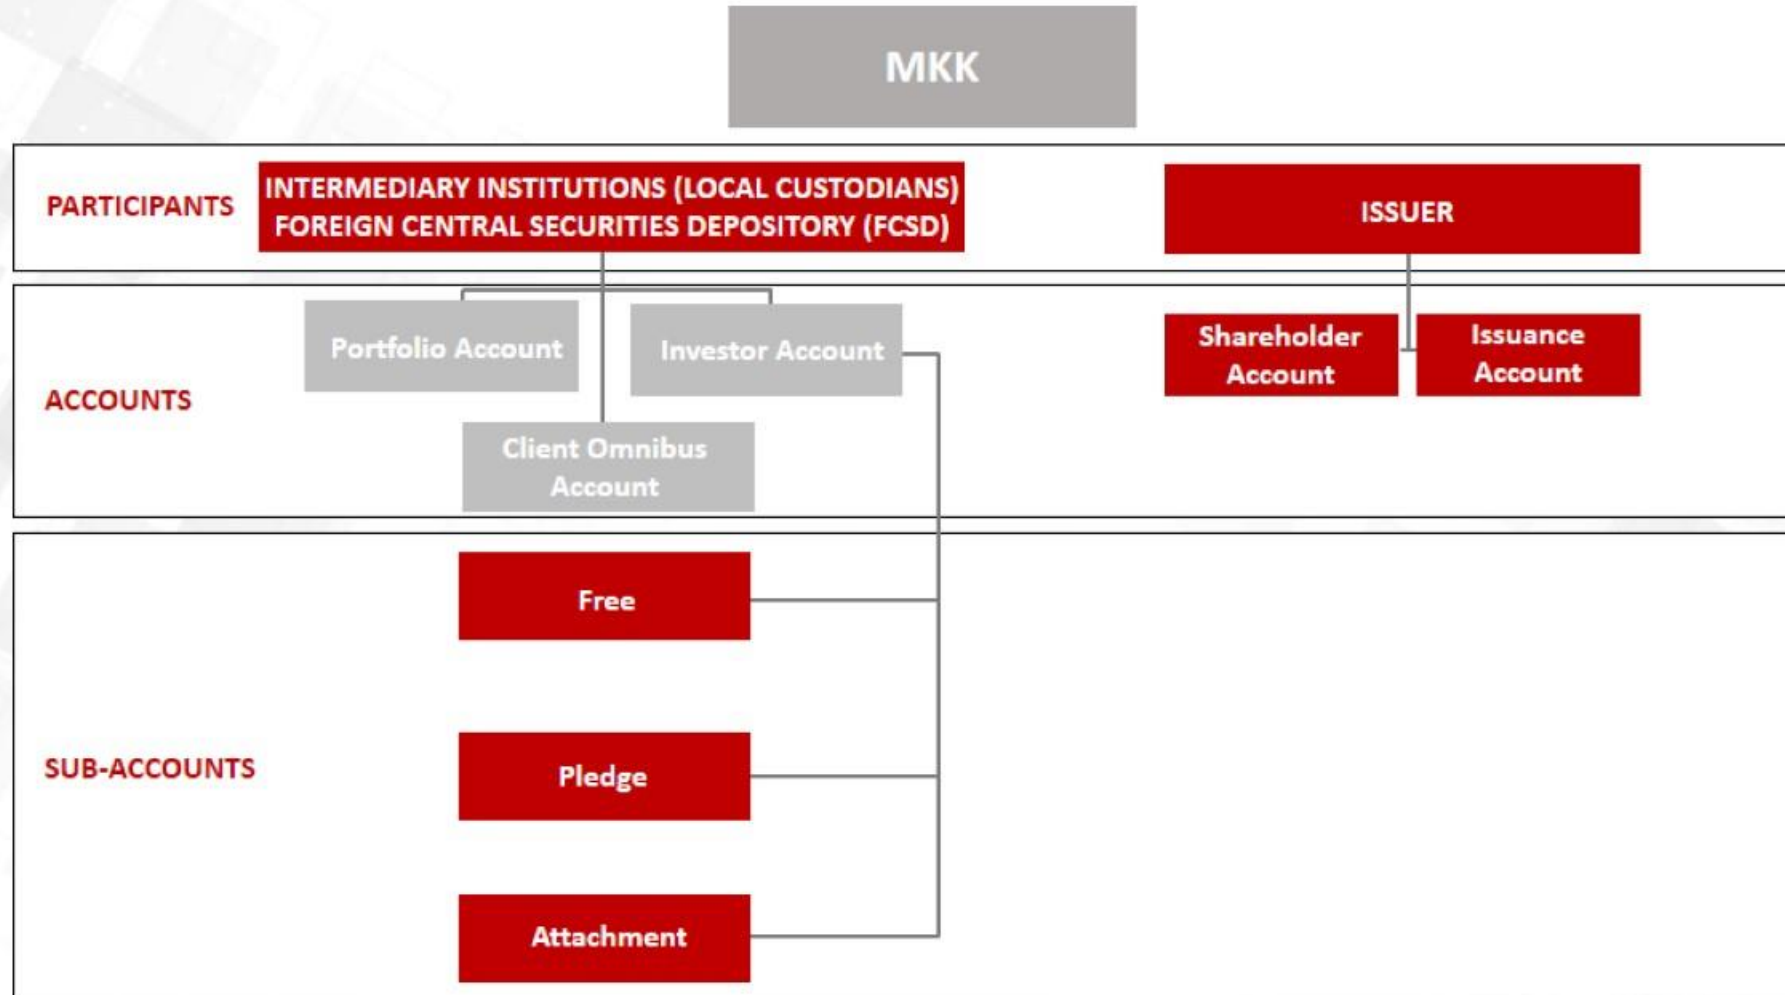 MKK
PARTICIPANTS
INTERMEDIARY INSTITUTIONS (LOCAL CUSTODIANS)
FOREIGN CENTRAL SECURITIES DEPOSITORY (FCSD)
ISSUER
ACCOUNTS
Portfolio Account
Investor Account
Client Omnibus
Account
Shareholder
Account
Issuance
Account
SUB-ACCOUNTS
Free
Pledge
Attachment